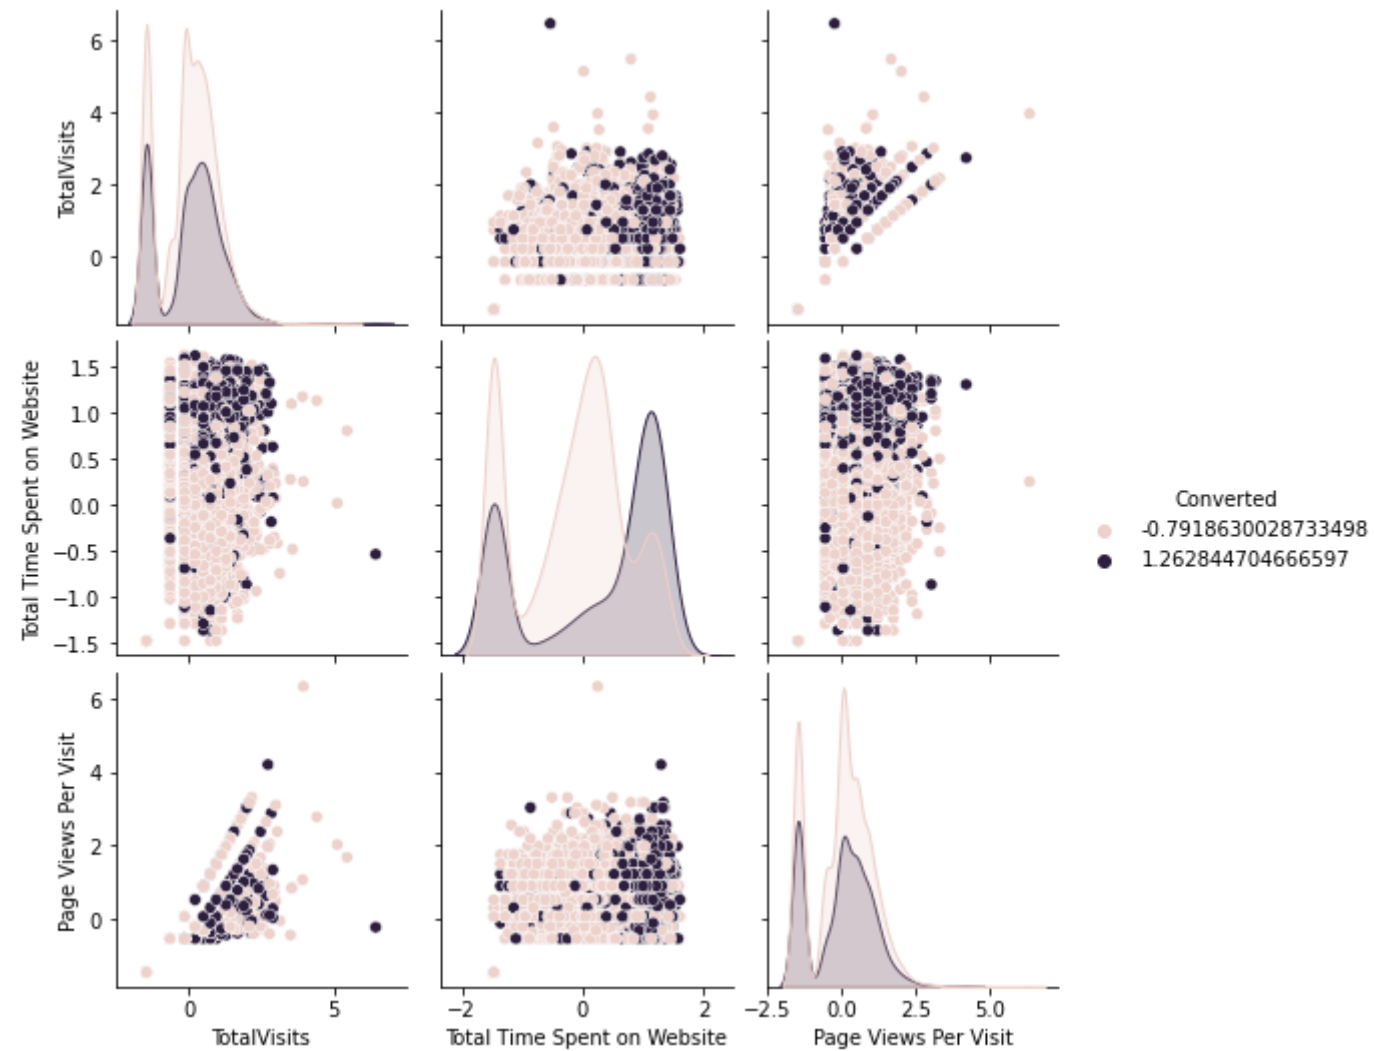 6
4
2
0
TotalVisits
1.5
1.0
0.5
0.0
−0.5
−1.0
−1.5
Total Time Spent on Website
Converted
-0.7918630028733498
1.262844704666597
6
4
2
0
Page Views Per Visit
0 5
−2 0 2
−2.5 0.0 2.5 5.0
TotalVisits
Total Time Spent on Website
Page Views Per Visit